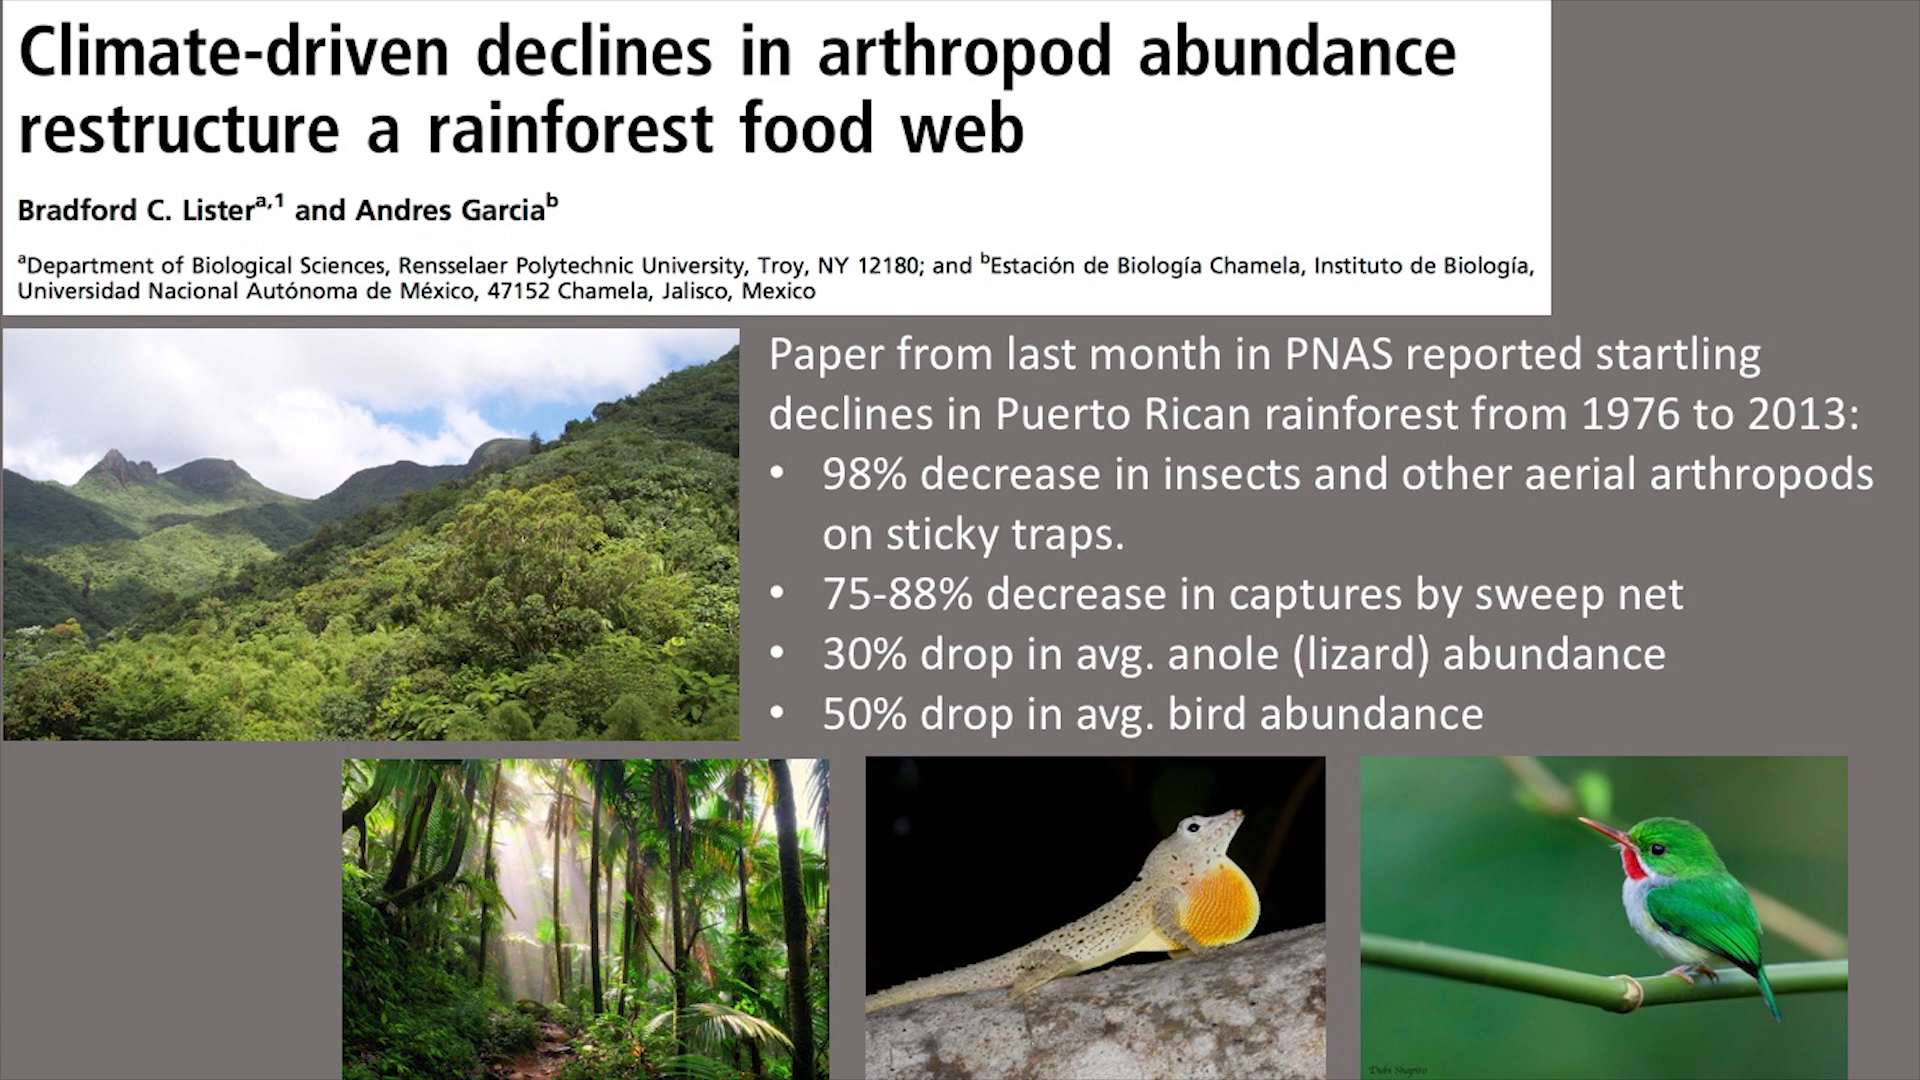 Climate-driven declines in arthropod abundance
restructure a rainforest food web
Bradford C. Listerᵃ,¹ and Andres Garciaᵇ
ᵃDepartment of Biological Sciences, Rensselaer Polytechnic University, Troy, NY 12180; and ᵇEstación de Biología Chamela, Instituto de Biología,
Universidad Nacional Autónoma de México, 47152 Chamela, Jalisco, Mexico
Paper from last month in PNAS reported startling
declines in Puerto Rican rainforest from 1976 to 2013:
• 98% decrease in insects and other aerial arthropods
on sticky traps.
• 75-88% decrease in captures by sweep net
• 30% drop in avg. anole (lizard) abundance
• 50% drop in avg. bird abundance
Dubi Shapiro